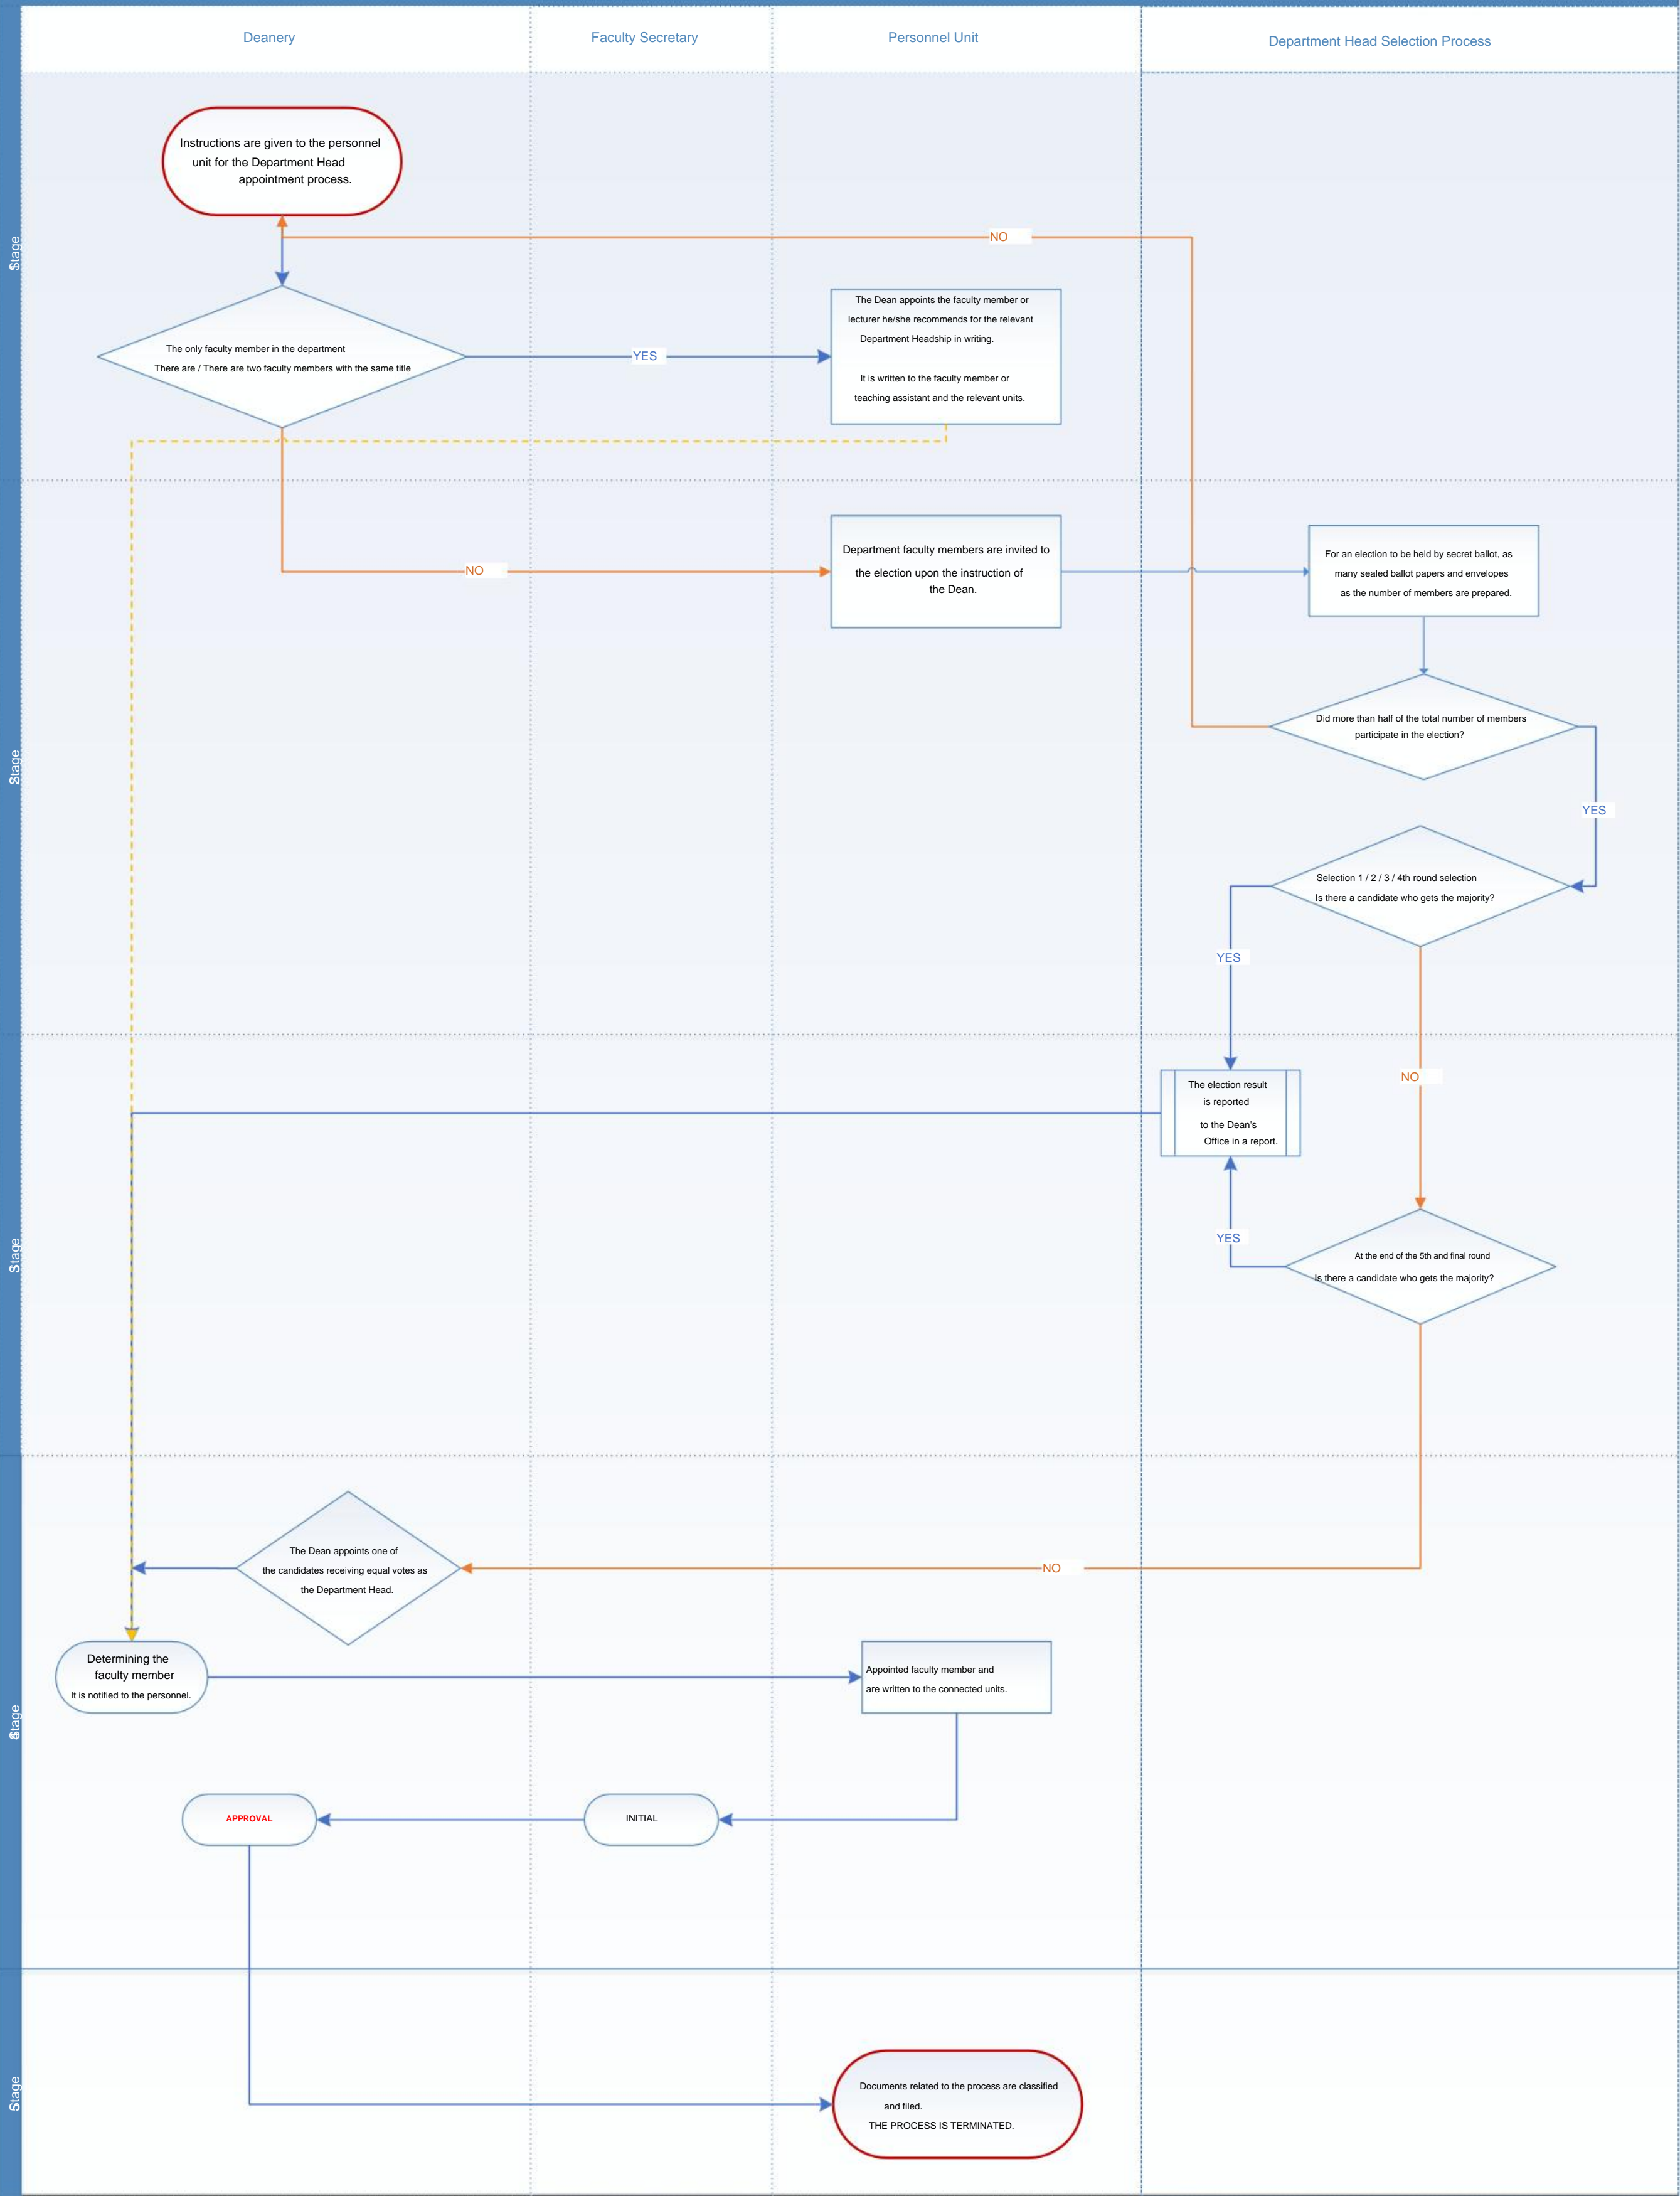 Deanery
Faculty Secretary
Personnel Unit
Department Head Selection Process
Stage
Instructions are given to the personnel
unit for the Department Head
appointment process.
NO
The only faculty member in the department
There are / There are two faculty members with the same title
YES
The Dean appoints the faculty member or
lecturer he/she recommends for the relevant
Department Headship in writing.
It is written to the faculty member or
teaching assistant and the relevant units.
Stage
NO
Department faculty members are invited to
the election upon the instruction of
the Dean.
For an election to be held by secret ballot, as
many sealed ballot papers and envelopes
as the number of members are prepared.
Did more than half of the total number of members
participate in the election?
YES
Selection 1 / 2 / 3 / 4th round selection
Is there a candidate who gets the majority?
YES
Stage
NO
The election result
is reported
to the Dean's
Office in a report.
YES
At the end of the 5th and final round
Is there a candidate who gets the majority?
Stage
The Dean appoints one of
the candidates receiving equal votes as
the Department Head.
NO
Determining the
faculty member
It is notified to the personnel.
Appointed faculty member and
are written to the connected units.
APPROVAL
INITIAL
Stage
Documents related to the process are classified
and filed.
THE PROCESS IS TERMINATED.